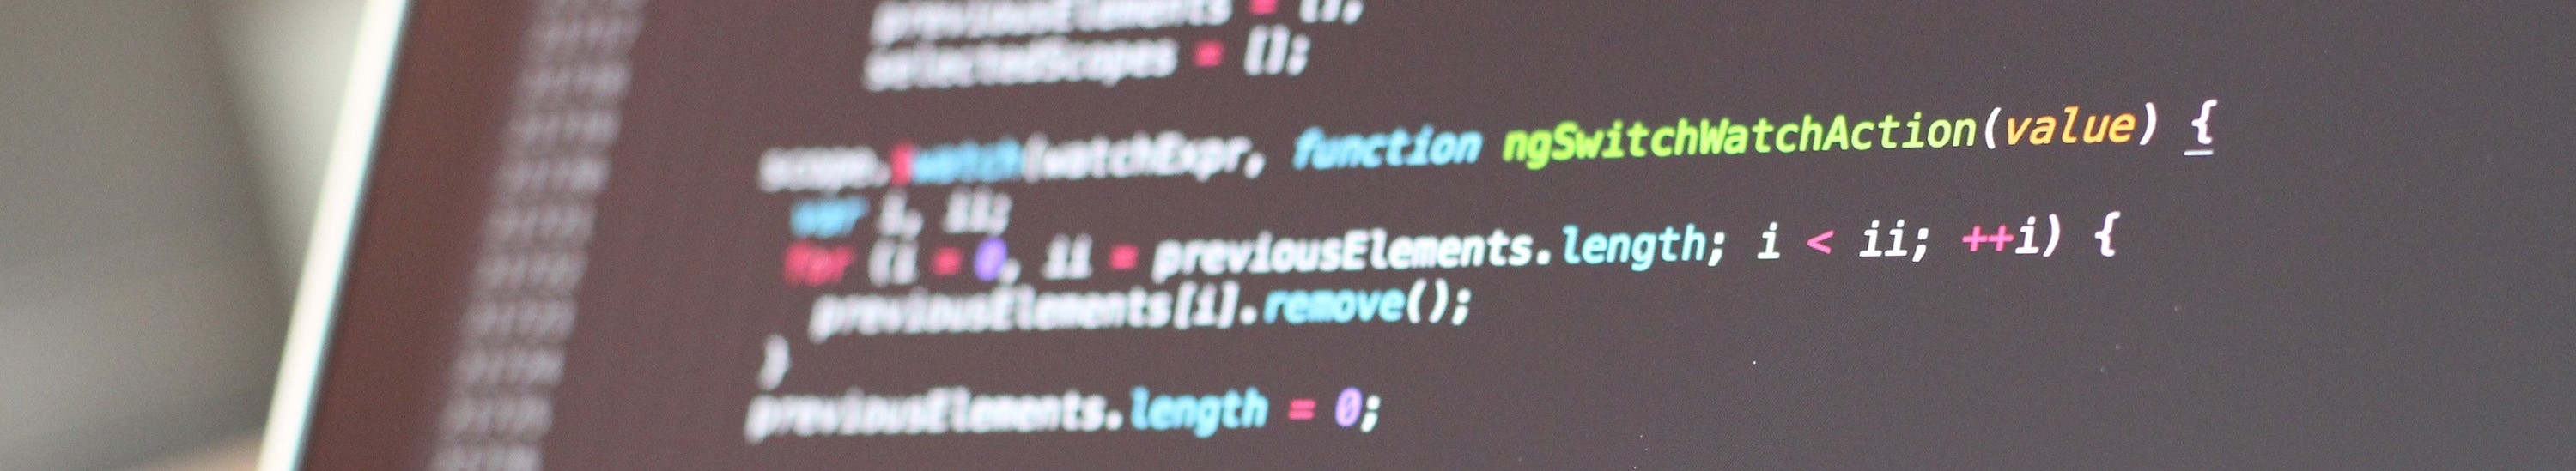 previousElements = [];
selectedScopes = [];
scope.$watch(watchExpr, function ngSwitchWatchAction(value) {
var i, ii;
for (i = 0, ii = previousElements.length; i < ii; ++i) {
previousElements[i].remove();
}
previousElements.length = 0;